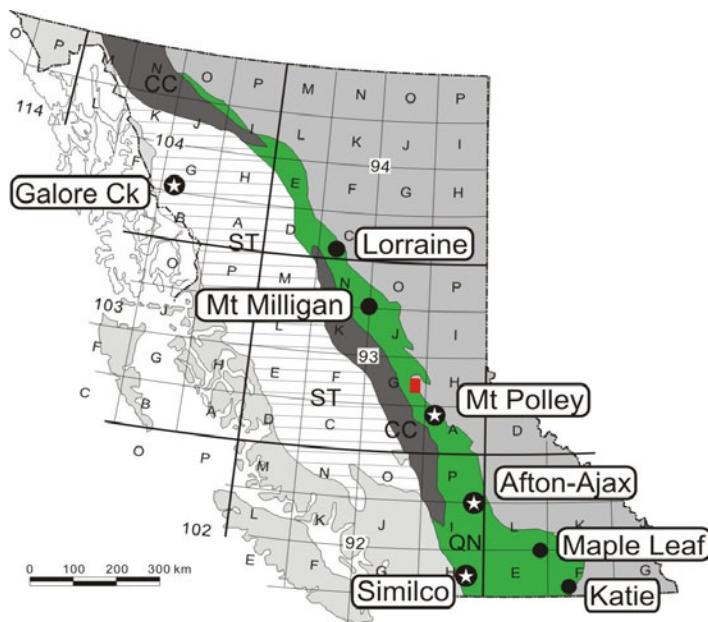 O P M N O P M N O P
CC
114 L L K J I L K J I
104 94
F G H E F G H
Galore Ck
B A D C
ST
Lorraine
O P M N O P
Mt Milligan
103 J L K J I
93
F G H E F G H
C B A D C A D
ST
CC
Mt Polley
O P M N O P
Afton-Ajax
102 L K J I L K
92
QN
Maple Leaf
E F G H E F G
Similco
Katie
0 100 200 300 km